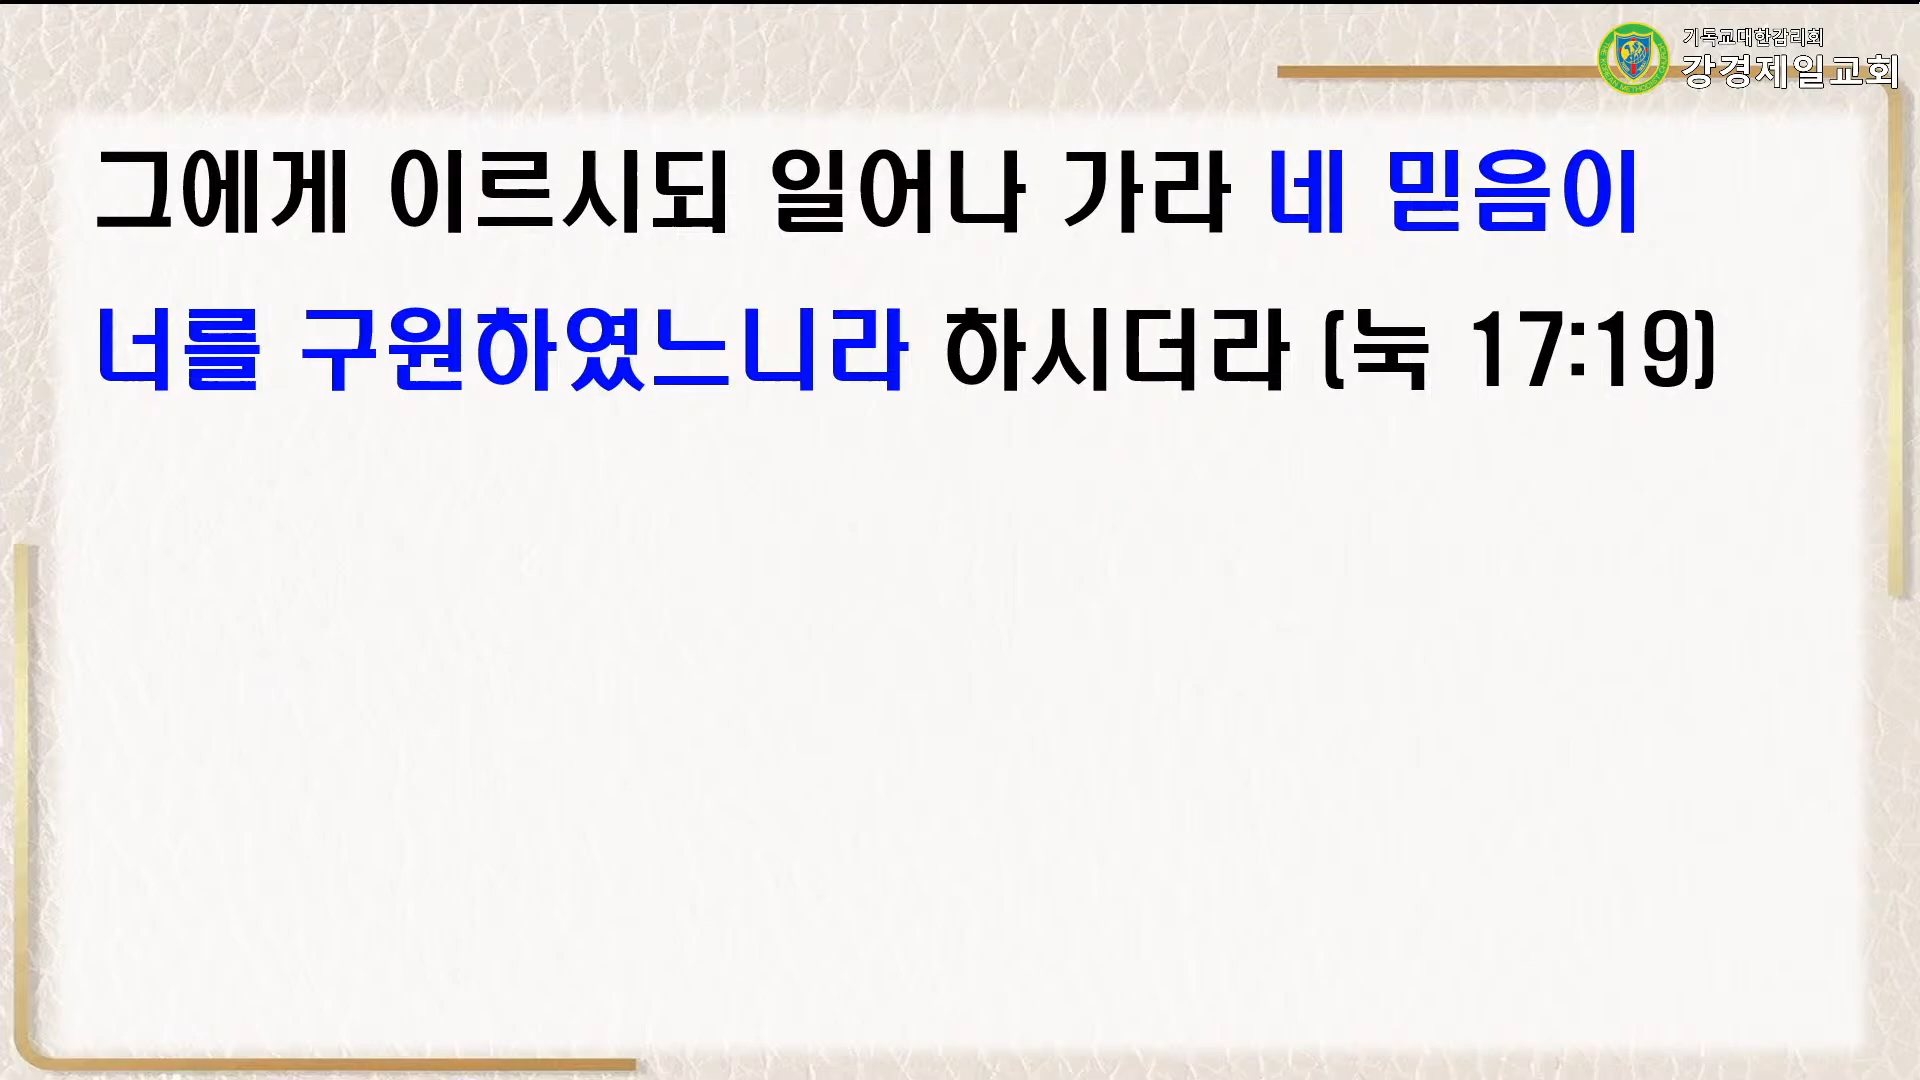 기독교대한감리회
강경제일교회
그에게 이르시되 일어나 가라 네 믿음이
너를 구원하였느니라 하시더라 (눅 17:19)